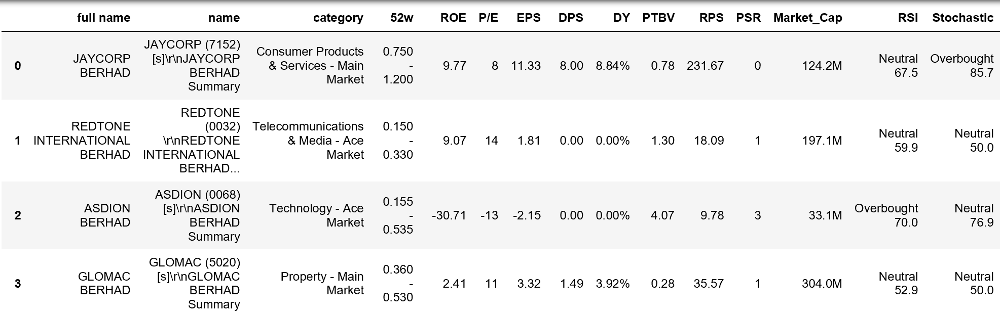 full name name category 52w ROE P/E EPS DPS DY PTBV RPS PSR Market_Cap RSI Stochastic
0
JAYCORP
BERHAD
JAYCORP (7152)
[s]\r\nJAYCORP
BERHAD
Summary
Consumer Products
& Services - Main
Market
0.750
-
1.200
9.77 8 11.33 8.00 8.84% 0.78 231.67 0 124.2M
Neutral
67.5
Overbought
85.7
1
REDTONE
INTERNATIONAL
BERHAD
REDTONE
(0032)
\r\nREDTONE
INTERNATIONAL
BERHAD...
Telecommunications
& Media - Ace
Market
0.150
-
0.330
9.07 14 1.81 0.00 0.00% 1.30 18.09 1 197.1M
Neutral
59.9
Neutral
50.0
2
ASDION
BERHAD
ASDION (0068)
[s]\r\nASDION
BERHAD
Summary
Technology - Ace
Market
0.155
-
0.535
-30.71 -13 -2.15 0.00 0.00% 4.07 9.78 3 33.1M
Overbought
70.0
Neutral
76.9
3
GLOMAC
BERHAD
GLOMAC (5020)
[s]\r\nGLOMAC
BERHAD
Summary
Property - Main
Market
0.360
-
0.530
2.41 11 3.32 1.49 3.92% 0.28 35.57 1 304.0M
Neutral
52.9
Neutral
50.0